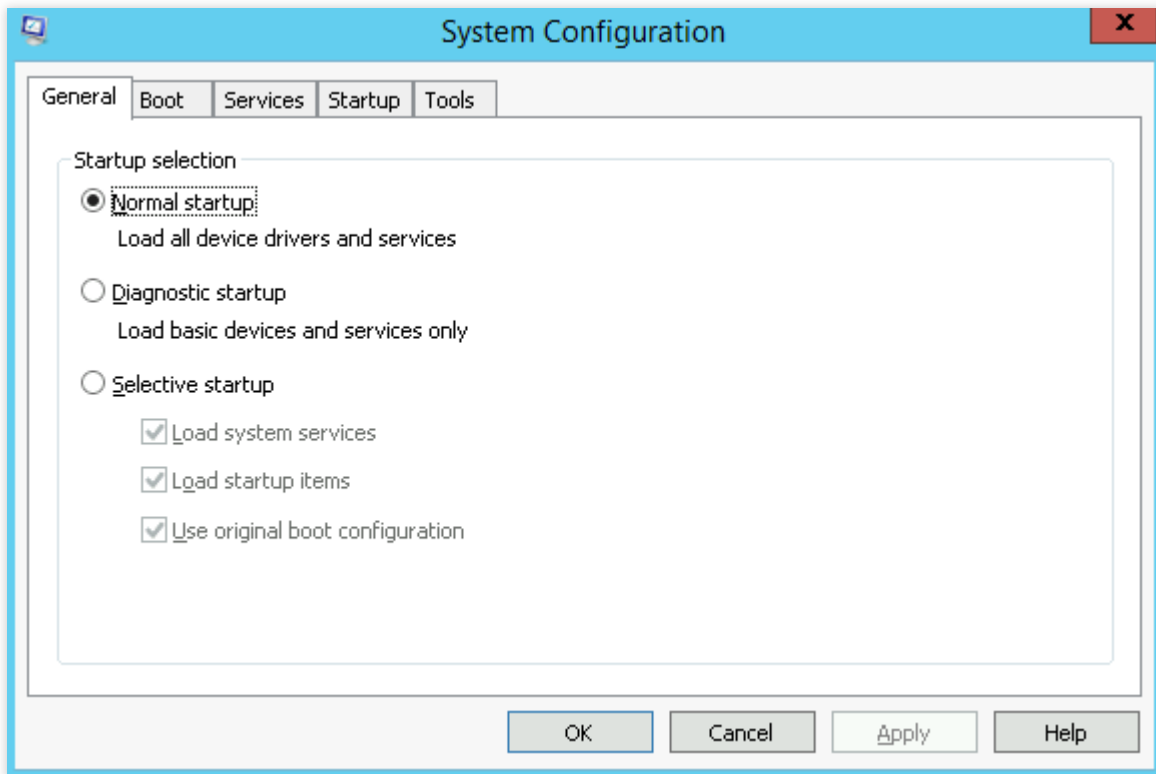 System Configuration
X
General Boot Services Startup Tools
Startup selection
Normal startup
Load all device drivers and services
Diagnostic startup
Load basic devices and services only
Selective startup
Load system services
Load startup items
Use original boot configuration
OK Cancel Apply Help